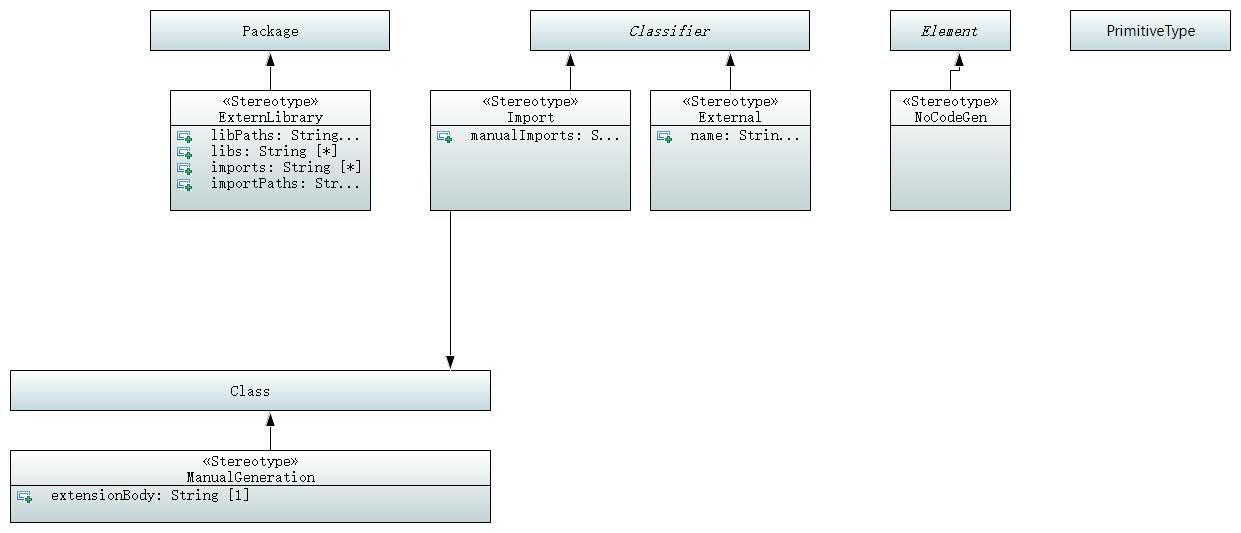 Package
Classifier
Element
PrimitiveType
«Stereotype»
ExternLibrary
libPaths: String...
libs: String [*]
imports: String [*]
importPaths: Str...
«Stereotype»
Import
manualImports: S...
«Stereotype»
External
name: Strin...
«Stereotype»
NoCodeGen
Class
«Stereotype»
ManualGeneration
extensionBody: String [1]